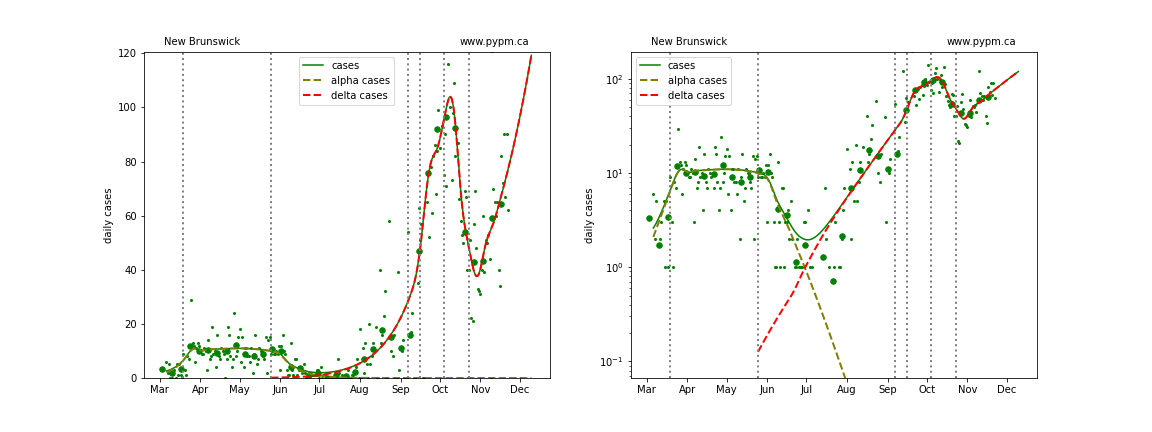 New Brunswick www.pypm.ca
cases
alpha cases
delta cases
daily cases
120
100
80
60
40
20
0
Mar Apr May Jun Jul Aug Sep Oct Nov Dec
New Brunswick www.pypm.ca
cases
alpha cases
delta cases
daily cases
10²
10¹
10⁰
10⁻¹
Mar Apr May Jun Jul Aug Sep Oct Nov Dec